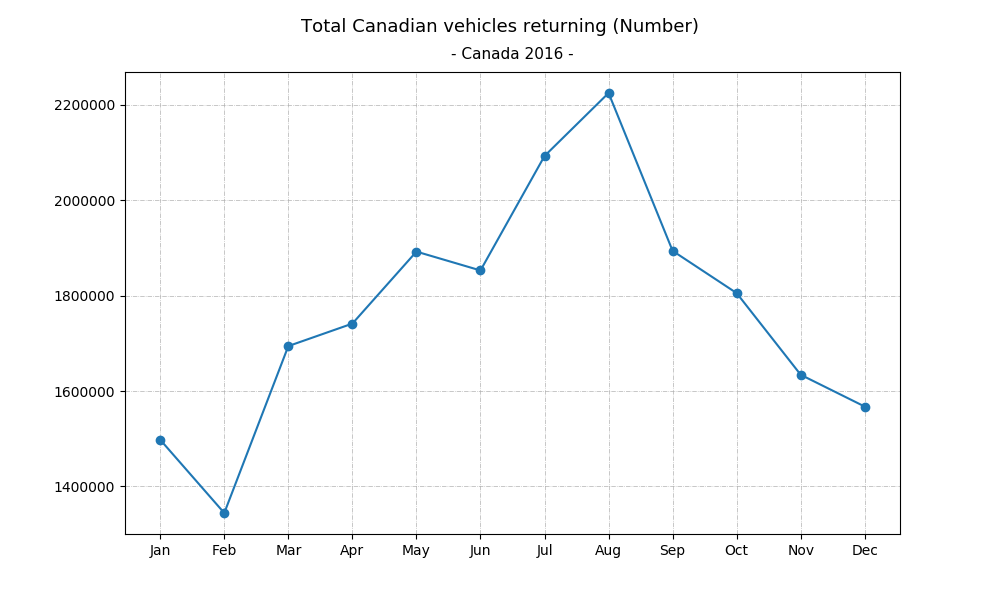 Total Canadian vehicles returning (Number)
- Canada 2016 -
2200000
2000000
1800000
1600000
1400000
Jan Feb Mar Apr May Jun Jul Aug Sep Oct Nov Dec